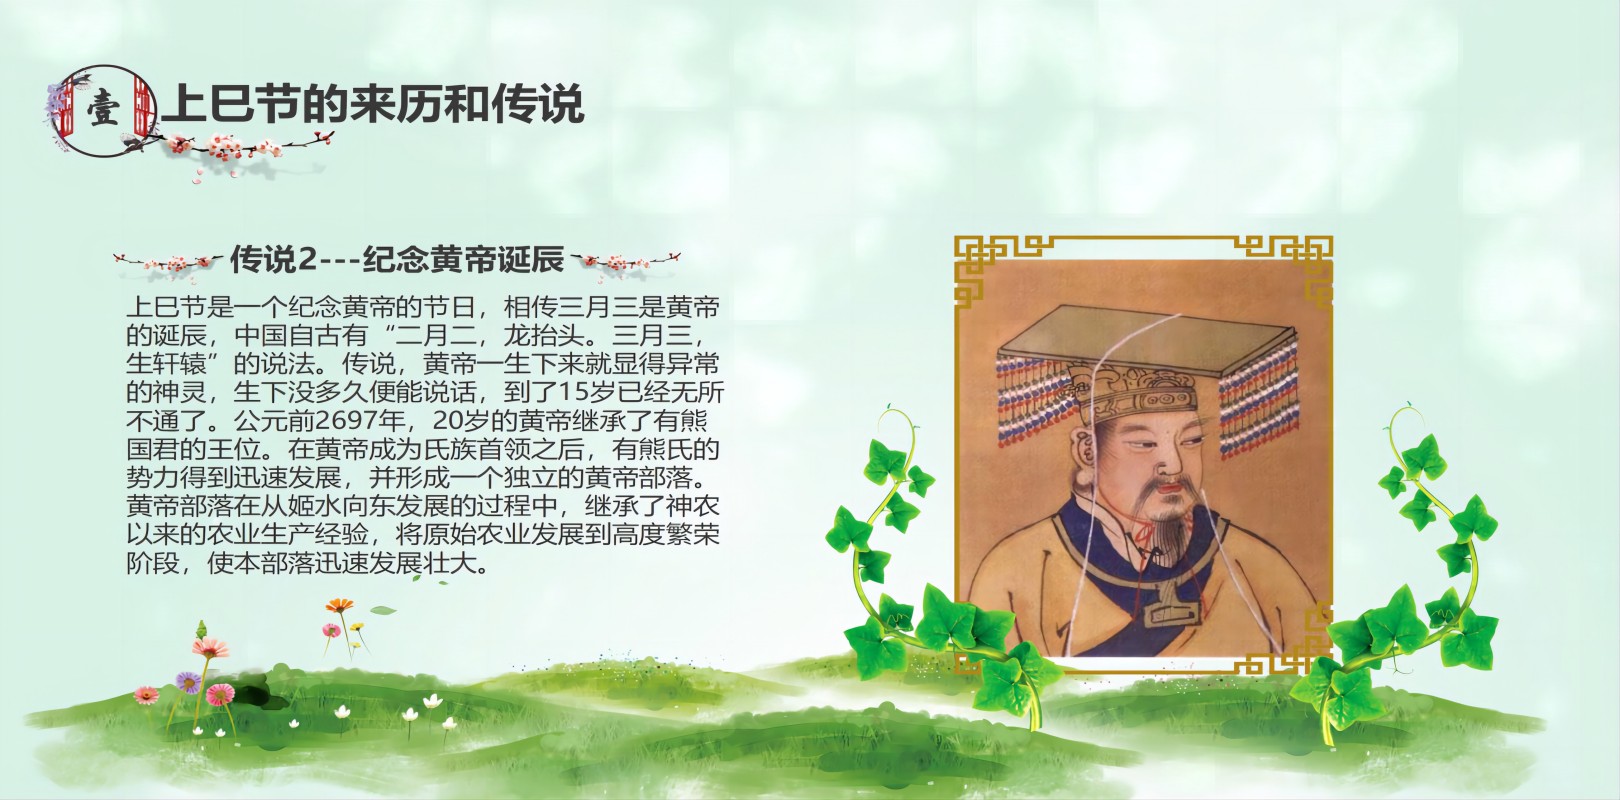 壹
上巳节的来历和传说
传说2---纪念黄帝诞辰
上巳节是一个纪念黄帝的节日，相传三月三是黄帝
的诞辰，中国自古有“二月二，龙抬头。三月三，
生轩辕”的说法。传说，黄帝一生下来就显得异常
的神灵，生下没多久便能说话，到了15岁已经无所
不通了。公元前2697年，20岁的黄帝继承了有熊
国君的王位。在黄帝成为氏族首领之后，有熊氏的
势力得到迅速发展，并形成一个独立的黄帝部落。
黄帝部落在从姬水向东发展的过程中，继承了神农
以来的农业生产经验，将原始农业发展到高度繁荣
阶段，使本部落迅速发展壮大。